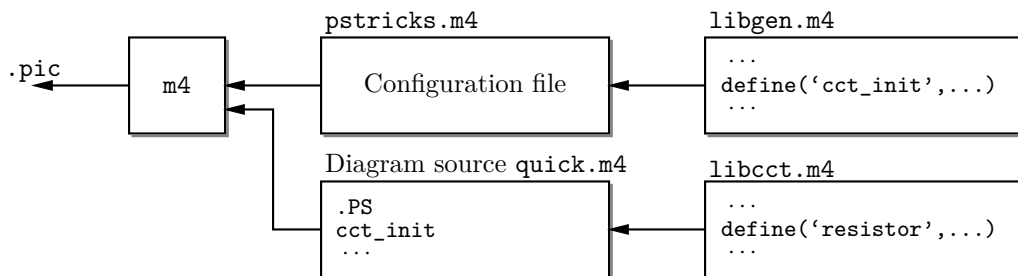 pstricks.m4
libgen.m4
.pic
m4
Configuration file
...
define(‘cct_init’,...)
...
Diagram source quick.m4
libcct.m4
.PS
cct_init
...
...
define(‘resistor’,...)
...